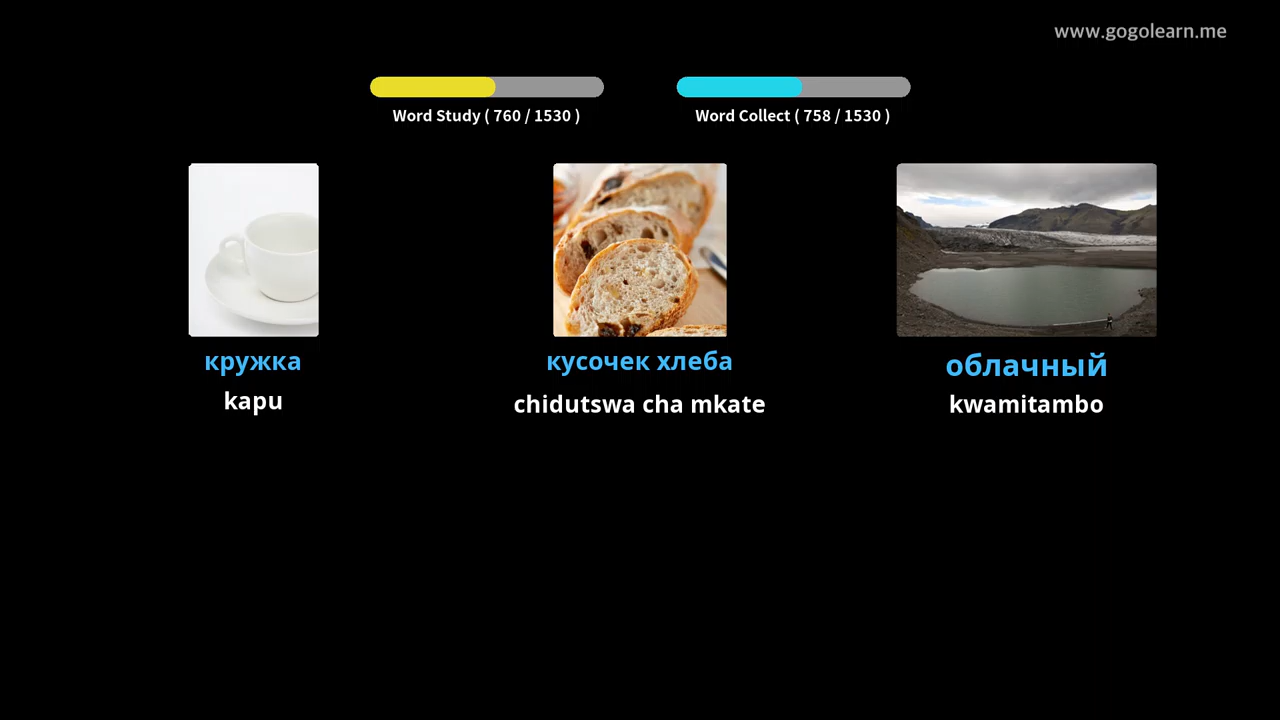 www.gogolearn.me
Word Study ( 760 / 1530 )
Word Collect ( 758 / 1530 )
кружка
kapu
кусочек хлеба
chidutswa cha mkate
облачный
kwamitambo